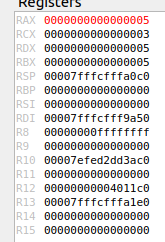 Registers
RAX 0000000000000005
RCX 0000000000000003
RDX 0000000000000005
RBX 0000000000000005
RSP 00007fffcfffa0c0
RBP 0000000000000000
RSI 0000000000000000
RDI 00007fffcfff9a50
R8 00000000ffffffff
R9 0000000000000000
R10 00007efed2dd3ac0
R11 0000000000000000
R12 00000000004011c0
R13 00007fffcfffa1e0
R14 0000000000000000
R15 0000000000000000